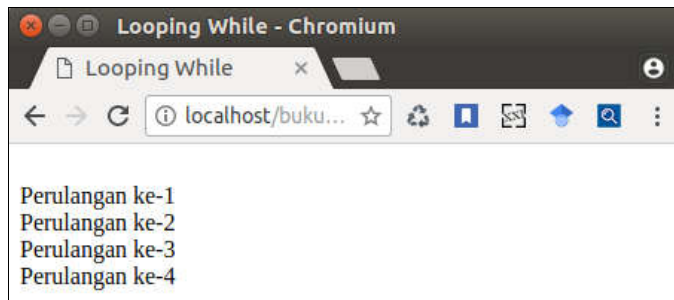 Looping While - Chromium
Looping While
localhost/buku...
Perulangan ke-1
Perulangan ke-2
Perulangan ke-3
Perulangan ke-4